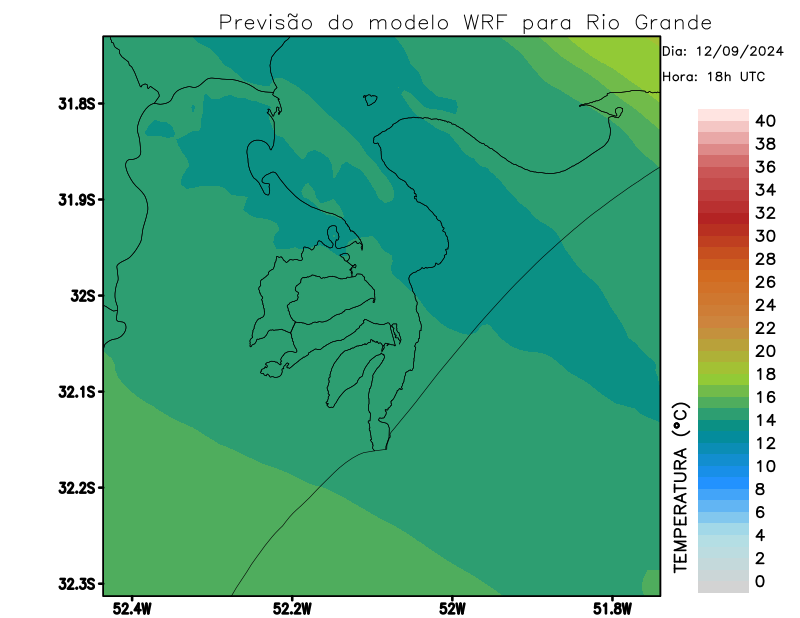 Previsão do modelo WRF para Rio Grande
Dia: 12/09/2024
Hora: 18h UTC
31.8S
31.9S
32S
32.1S
32.2S
32.3S
52.4W
52.2W
52W
51.8W
TEMPERATURA (°C)
40
38
36
34
32
30
28
26
24
22
20
18
16
14
12
10
8
6
4
2
0